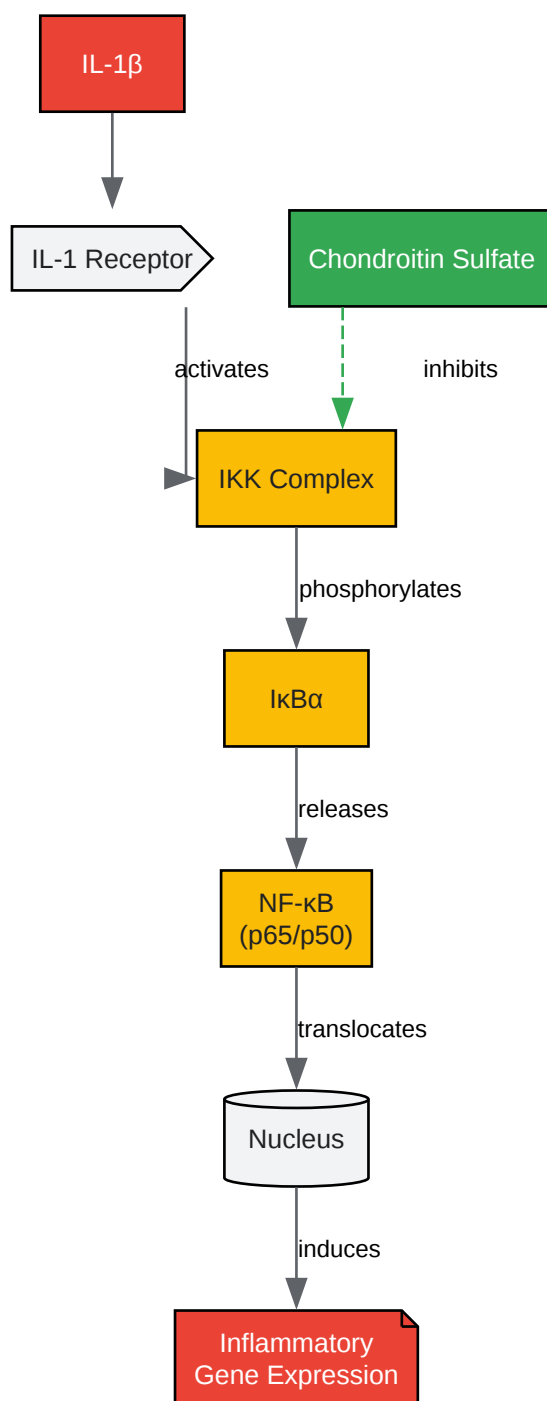 IL-1β
IL-1 Receptor
Chondroitin Sulfate
activates
inhibits
IKK Complex
phosphorylates
IκBα
releases
NF-κB
(p65/p50)
translocates
Nucleus
induces
Inflammatory
Gene Expression